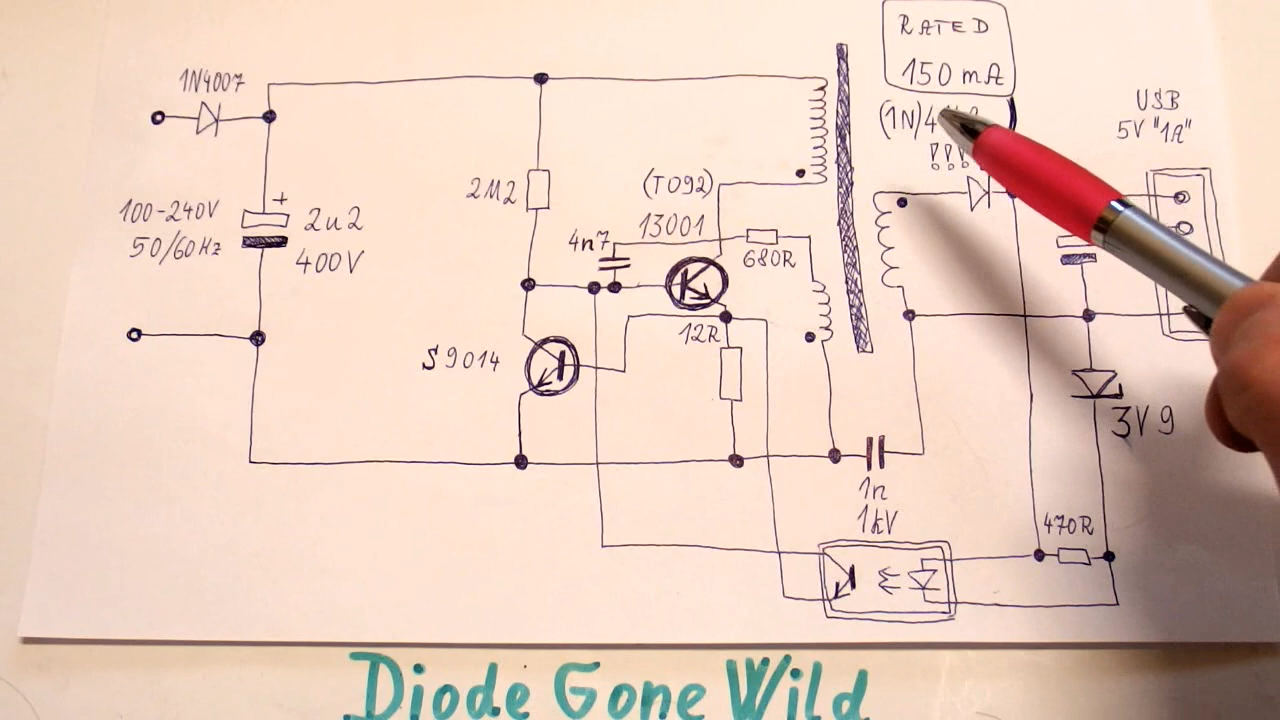 RATED
150 mA
1N4007
(1N)4
!!!
USB
5V "1A"
100-240V
50/60Hz
+
2u2
400V
2M2
(TO92)
13001
4n7
680R
12R
S9014
3V9
1n
1kV
470R
Diode Gone Wild